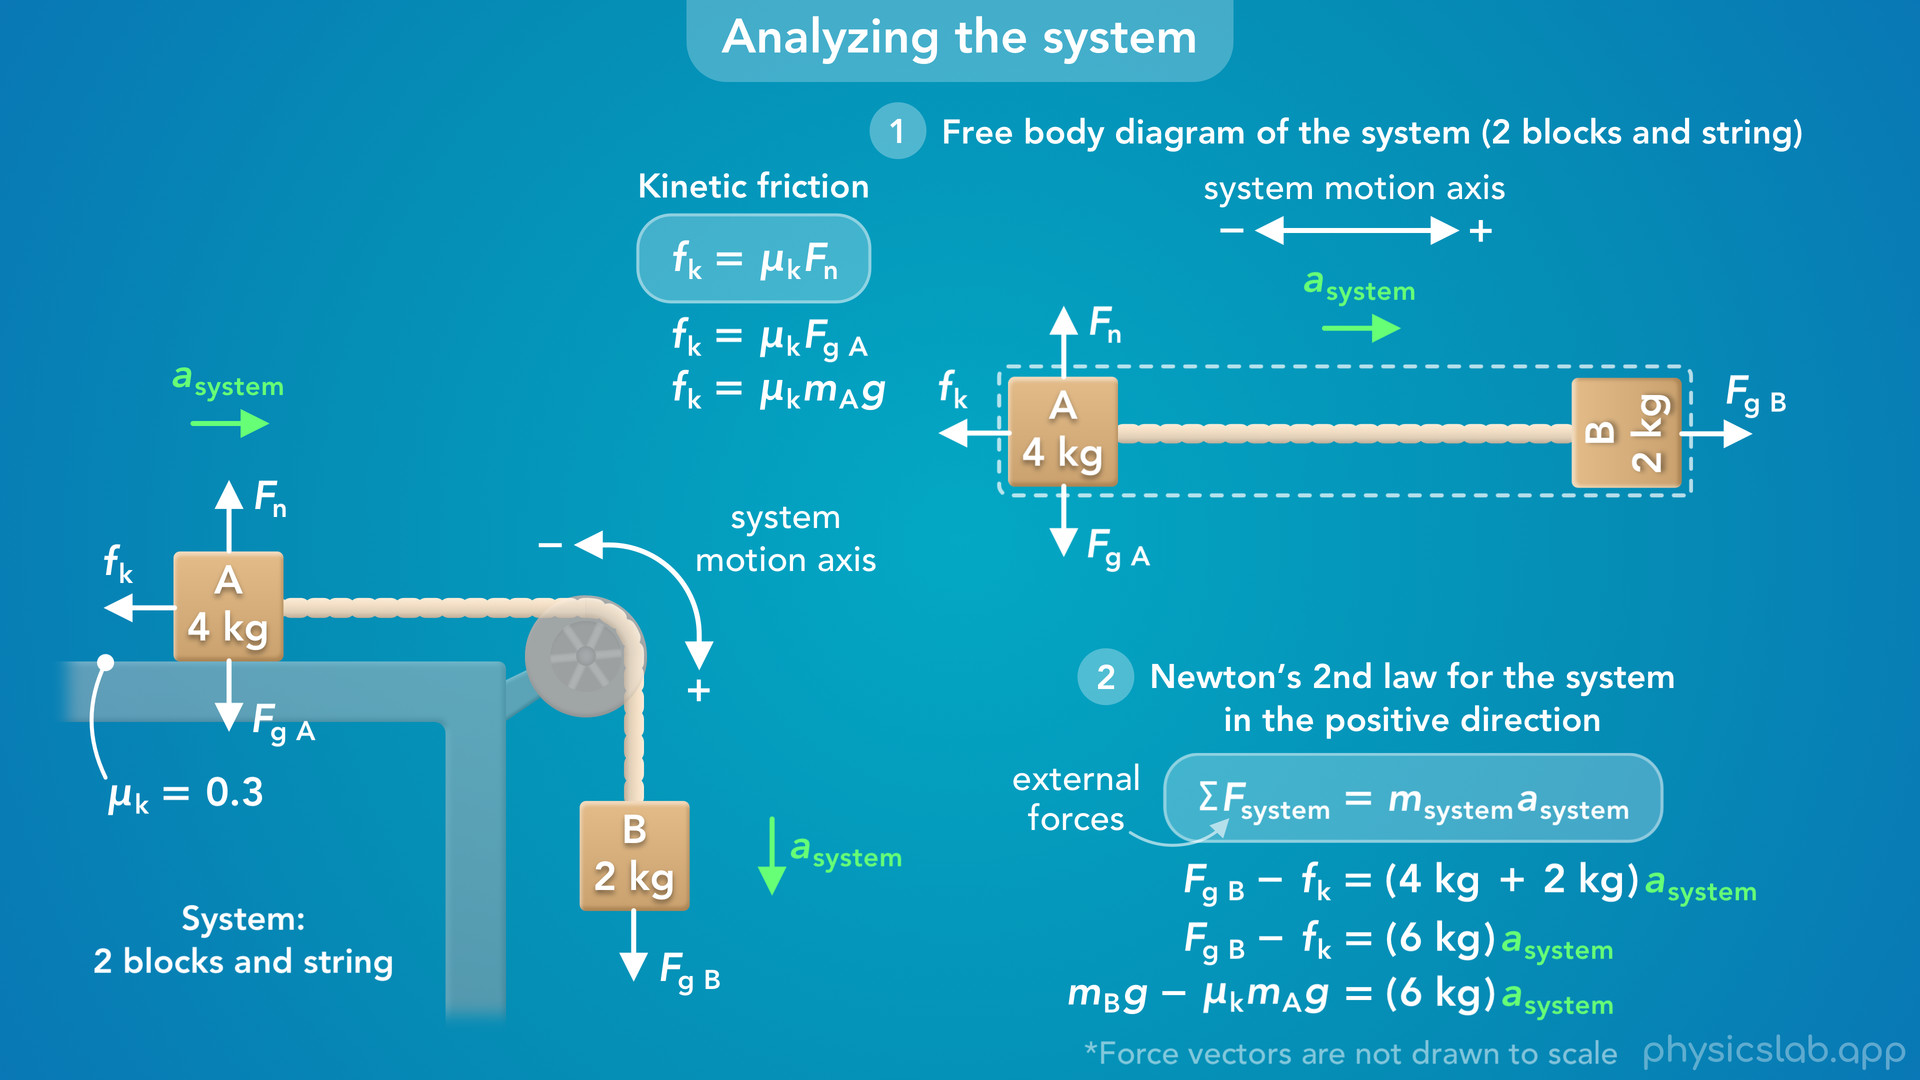 Analyzing the system
1 Free body diagram of the system (2 blocks and string)
Kinetic friction
fk = μkFn
fk = μkFg A
fk = μkmAg
system motion axis
− +
asystem
Fn
fk
A
4 kg
B
2 kg
Fg B
Fg A
asystem
Fn
fk
A
4 kg
Fg A
μk = 0.3
system
motion axis
−
+
B
2 kg
asystem
Fg B
System:
2 blocks and string
2 Newton’s 2nd law for the system
in the positive direction
external
forces
ΣFsystem = msystemasystem
Fg B − fk = (4 kg + 2 kg)asystem
Fg B − fk = (6 kg)asystem
mBg − μkmAg = (6 kg)asystem
*Force vectors are not drawn to scale
physicslab.app